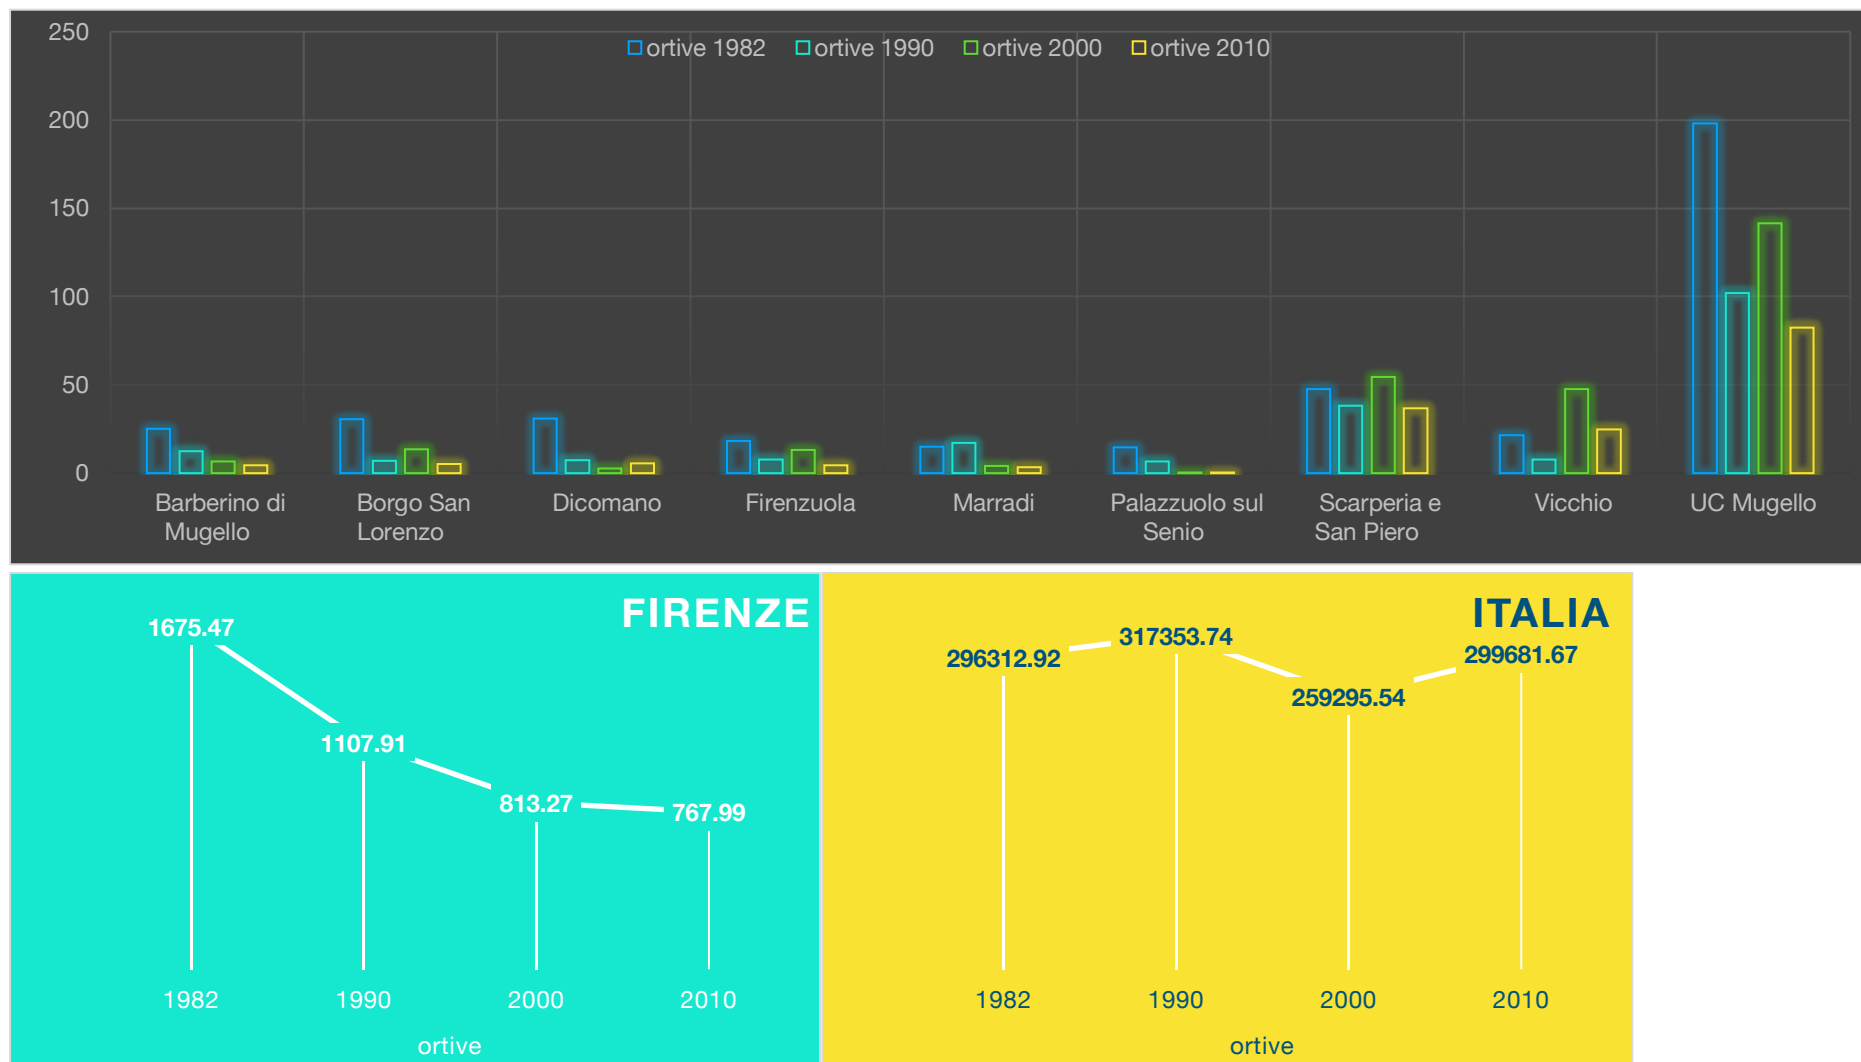 250
ortive 1982 ortive 1990 ortive 2000 ortive 2010
200
150
100
50
0
Barberino di Mugello
Borgo San Lorenzo
Dicomano
Firenzuola
Marradi
Palazzuolo sul Senio
Scarperia e San Piero
Vicchio
UC Mugello
FIRENZE
1675.47
1107.91
813.27
767.99
1982 1990 2000 2010
ortive
ITALIA
296312.92
317353.74
259295.54
299681.67
1982 1990 2000 2010
ortive